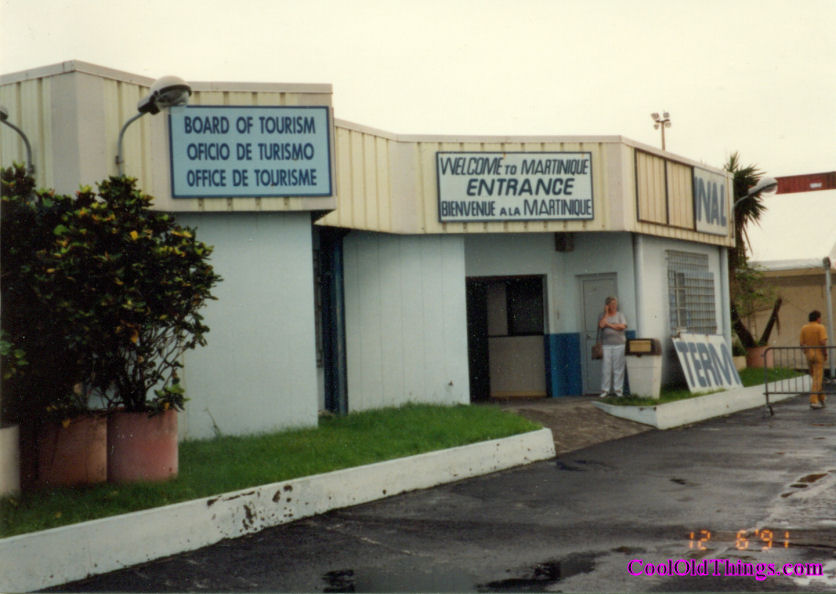 BOARD OF TOURISM
OFICIO DE TURISMO
OFFICE DE TOURISME
WELCOME TO MARTINIQUE
ENTRANCE
BIENVENUE A LA MARTINIQUE
INAL
TERM
12 6 '91
CoolOldThings.com